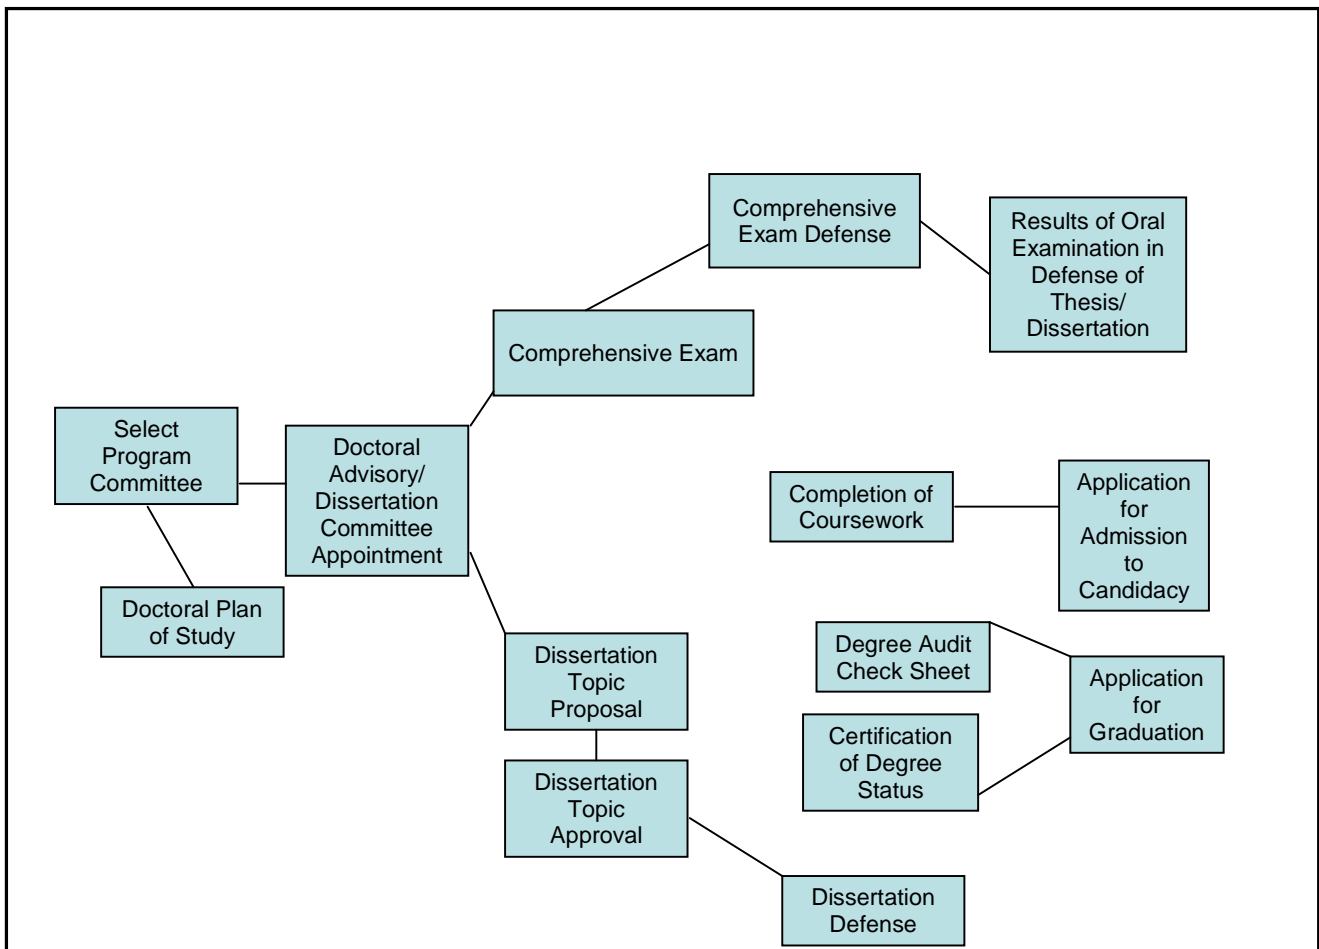 Comprehensive
Exam Defense
Results of Oral
Examination in
Defense of
Thesis/
Dissertation
Comprehensive Exam
Select
Program
Committee
Doctoral
Advisory/
Dissertation
Committee
Appointment
Completion of
Coursework
Application
for
Admission
to
Candidacy
Doctoral Plan
of Study
Dissertation
Topic
Proposal
Degree Audit
Check Sheet
Application
for
Graduation
Certification
of Degree
Status
Dissertation
Topic
Approval
Dissertation
Defense